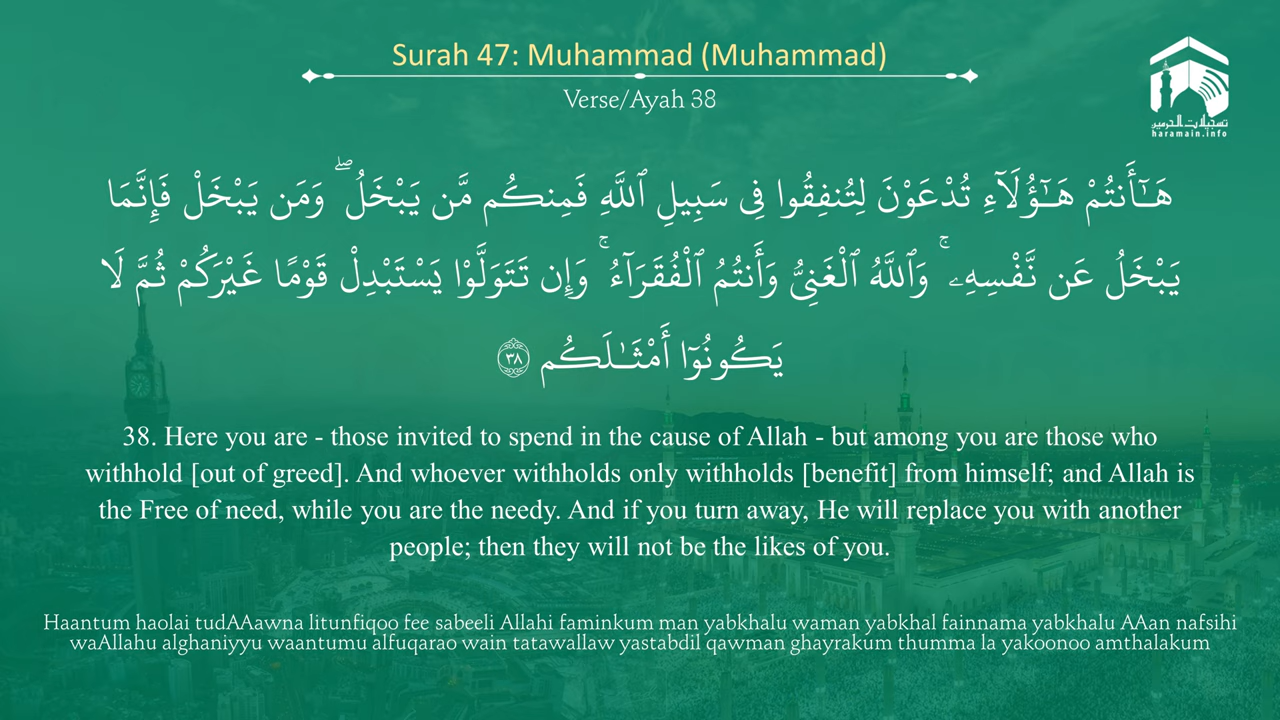 Surah 47: Muhammad (Muhammad)
Verse/Ayah 38
تسجيلات الحرمين
haramain.info
هَـٰٓأَنتُمْ هَـٰٓؤُلَآءِ تُدْعَوْنَ لِتُنفِقُوا۟ فِى سَبِيلِ ٱللَّهِ فَمِنكُم مَّن يَبْخَلُ ۖ وَمَن يَبْخَلْ فَإِنَّمَا
يَبْخَلُ عَن نَّفْسِهِۦ ۚ وَٱللَّهُ ٱلْغَنِىُّ وَأَنتُمُ ٱلْفُقَرَآءُ ۚ وَإِن تَتَوَلَّوْا۟ يَسْتَبْدِلْ قَوْمًا غَيْرَكُمْ ثُمَّ لَا
يَكُونُوٓا۟ أَمْثَـٰلَكُم ٣٨
38. Here you are - those invited to spend in the cause of Allah - but among you are those who
withhold [out of greed]. And whoever withholds only withholds [benefit] from himself; and Allah is
the Free of need, while you are the needy. And if you turn away, He will replace you with another
people; then they will not be the likes of you.
Haantum haolai tudAAawna litunfiqoo fee sabeeli Allahi faminkum man yabkhalu waman yabkhal fainnama yabkhalu AAan nafsihi
waAllahu alghaniyyu waantumu alfuqarao wain tatawallaw yastabdil qawman ghayrakum thumma la yakoonoo amthalakum